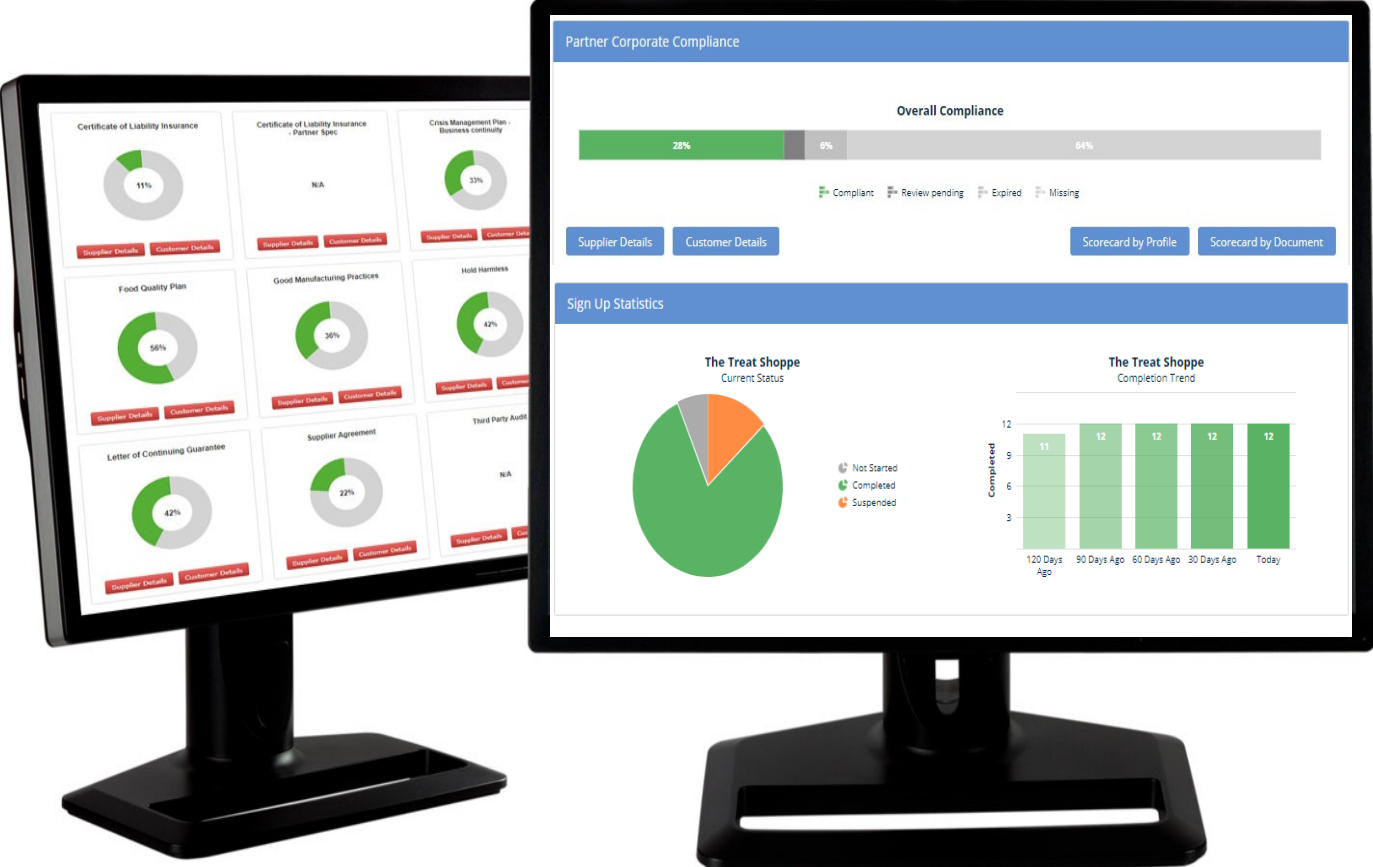 Certificate of Liability Insurance
11%
Supplier Details
Customer Details
Certificate of Liability Insurance
- Partner Spec
N/A
Supplier Details
Customer Details
Crisis Management Plan -
Business continuity
33%
Supplier Details
Customer
Food Quality Plan
56%
Supplier Details
Customer Details
Good Manufacturing Practices
36%
Supplier Details
Customer Details
Hold Harmless
42%
Supplier Details
Customer
Letter of Continuing Guarantee
42%
Supplier Details
Customer Details
Supplier Agreement
22%
Supplier Details
Customer Details
Third Party Audit
N/A
Supplier Details
Partner Corporate Compliance
Overall Compliance
28%
6%
64%
Compliant
Review pending
Expired
Missing
Supplier Details
Customer Details
Scorecard by Profile
Scorecard by Document
Sign Up Statistics
The Treat Shoppe
Current Status
Not Started
Completed
Suspended
The Treat Shoppe
Completion Trend
Completed
12
9
6
3
11
12
12
12
12
120 Days
Ago
90 Days Ago
60 Days Ago
30 Days Ago
Today